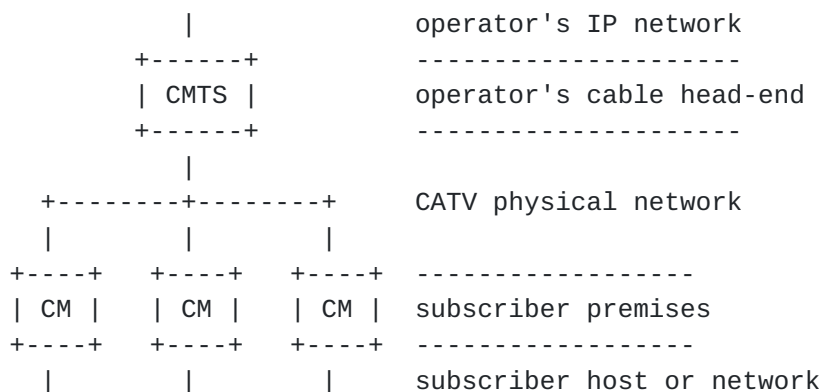 |              operator's IP network
        +------+          ---------------------
        | CMTS |          operator's cable head-end
        +------+          ---------------------
           |
  +--------+--------+     CATV physical network
  |        |        |
+----+   +----+   +----+  ------------------
| CM |   | CM |   | CM |  subscriber premises
+----+   +----+   +----+  ------------------
  |        |        |     subscriber host or network